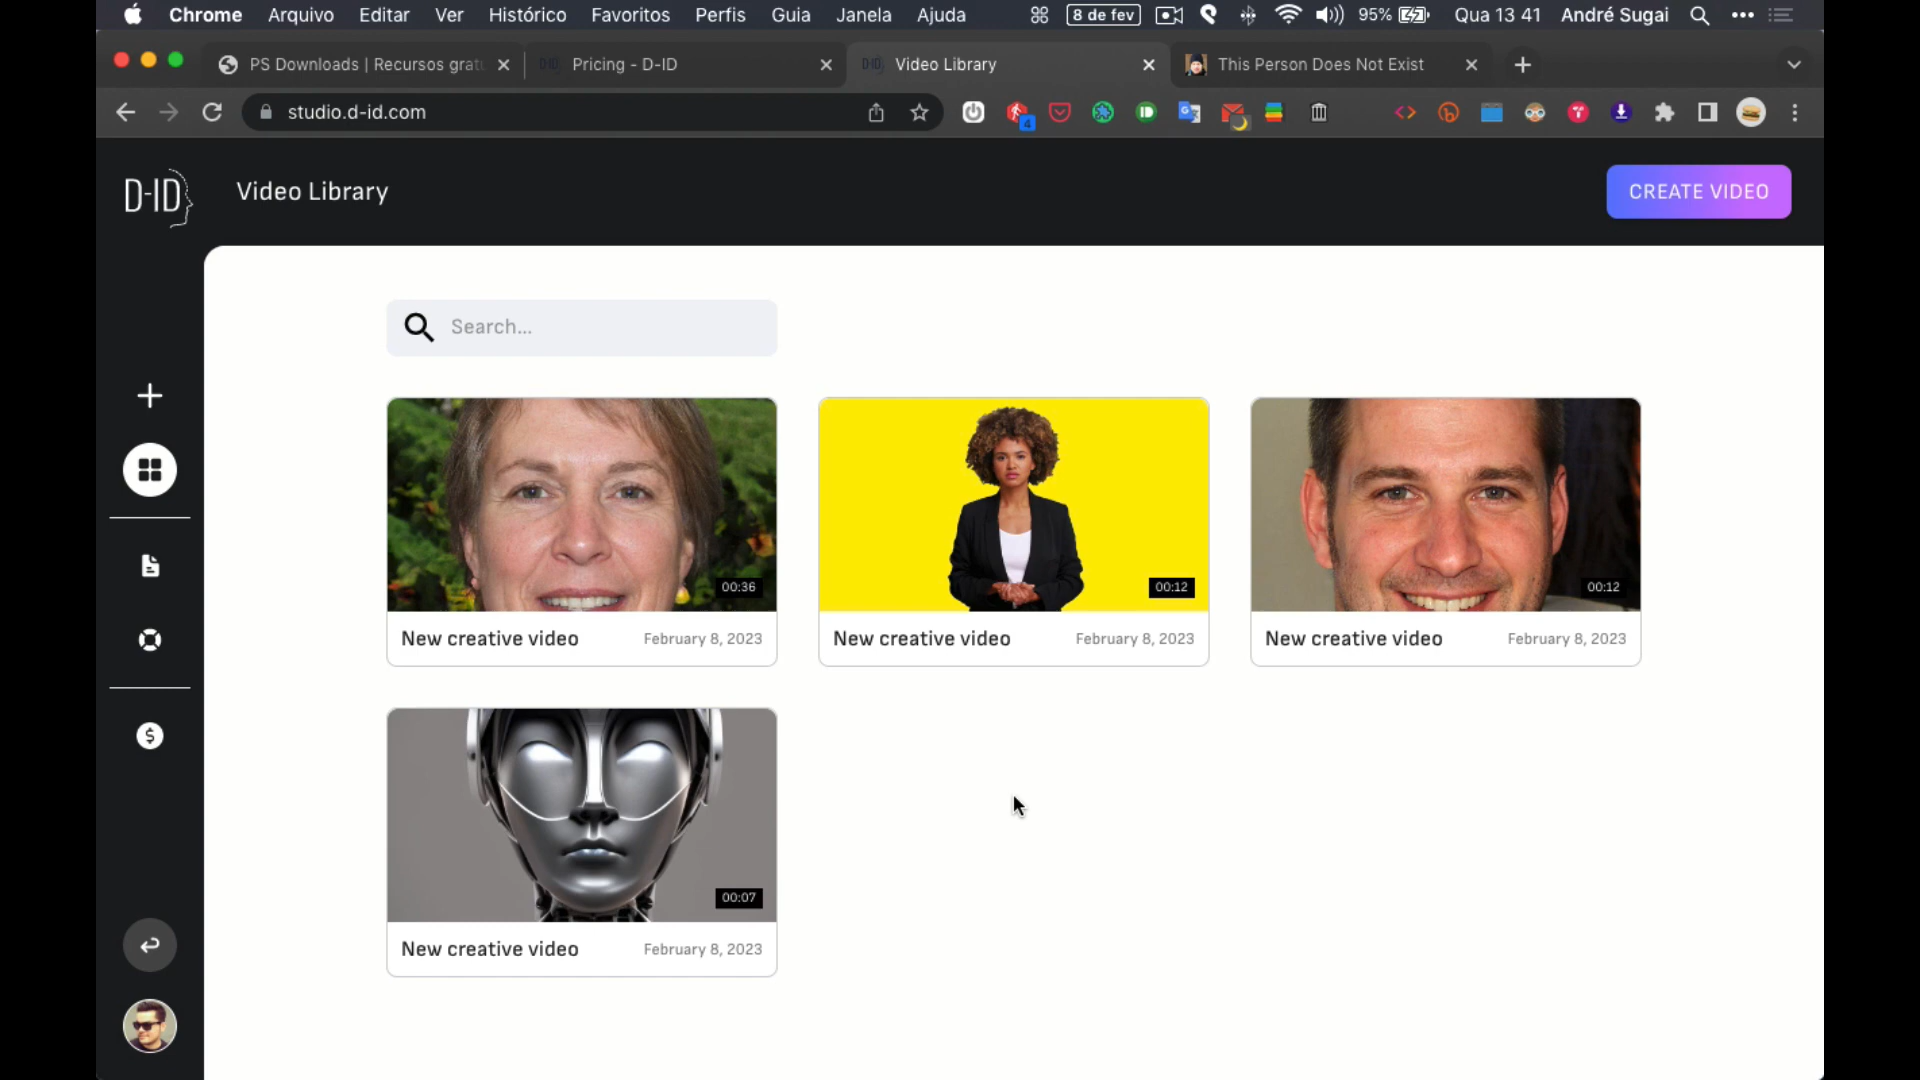 Chrome Arquivo Editar Ver Histórico Favoritos Perfis Guia Janela Ajuda 8 de fev 95% Qua 13 41 André Sugai
PS Downloads | Recursos grat Pricing - D-ID Video Library This Person Does Not Exist
studio.d-id.com 4
D-ID Video Library CREATE VIDEO
Search...
00:36 00:12 00:12
New creative video February 8, 2023 New creative video February 8, 2023 New creative video February 8, 2023
00:07
New creative video February 8, 2023